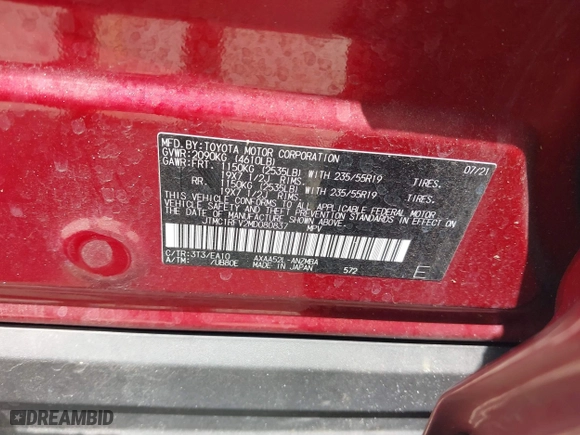 MFD.BY:TOYOTA MOTOR CORPORATION 07/21
GVWR:2090KG (4610LB)
GAWR:FRT. 1150KG (2535LB) WITH 235/55R19 TIRES.
19X7 1/2J RIMS.
RR. 1150KG (2535LB) WITH 235/55R19 TIRES.
19X7 1/2J RIMS.
THIS VEHICLE CONFORMS TO ALL APPLICABLE FEDERAL MOTOR
VEHICLE SAFETY AND THEFT PREVENTION STANDARDS IN EFFECT ON THE DATE OF
MANUFACTURE SHOWN ABOVE.
JTMC1RFV2MD080837 MPV
C/TR:3T3/EA10 AXAA52L-ANZMBA
A/TM: /UB80E MADE IN JAPAN 572 E
DREAMBID